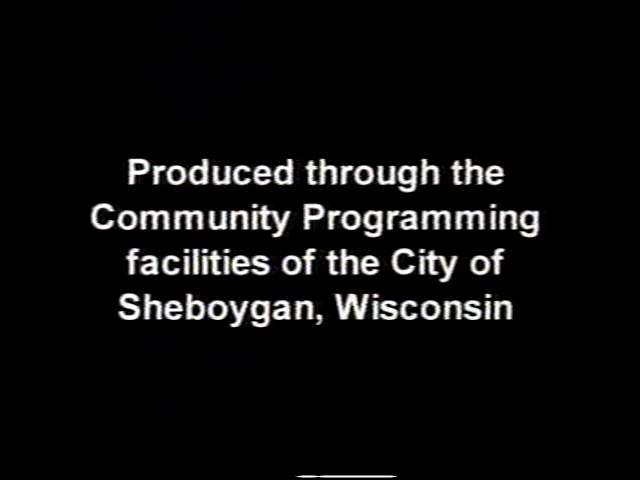 Produced through the
Community Programming
facilities of the City of
Sheboygan, Wisconsin